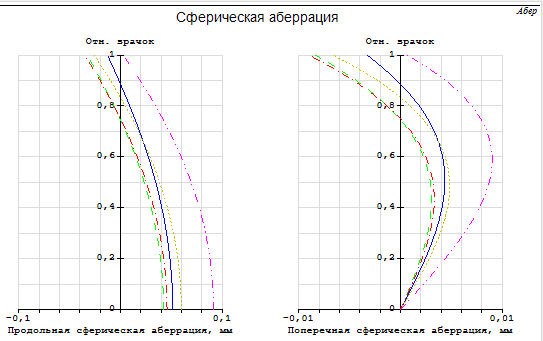 Абер
Сферическая аберрация
Отн. зрачок
Отн. зрачок
1
1
0,8
0,8
0,6
0,6
0,4
0,4
0,2
0,2
0
0
-0,1
0,1
-0,01
0,01
Продольная сферическая аберрация, мм
Поперечная сферическая аберрация, мм